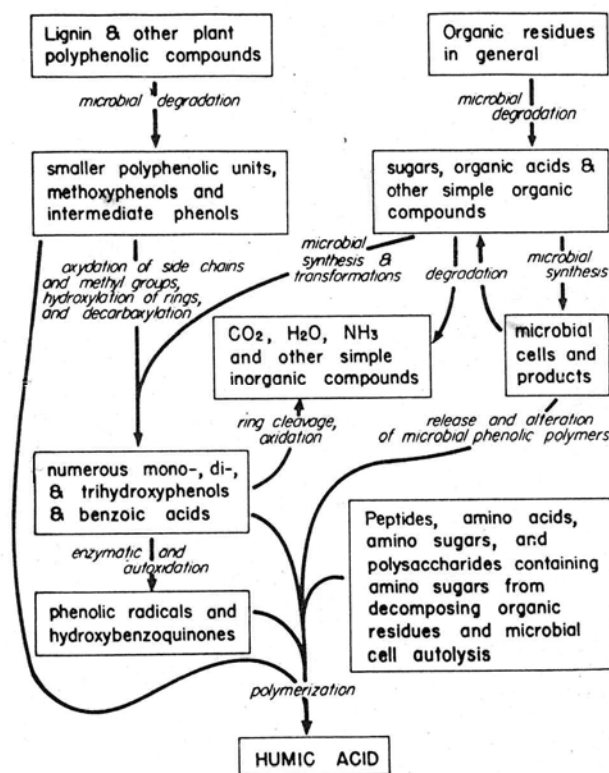 Lignin & other plant
polyphenolic compounds
Organic residues
in general
microbial degradation
microbial
degradation
smaller polyphenolic units,
methoxyphenols and
intermediate phenols
sugars, organic acids &
other simple organic
compounds
oxydation of side chains
and methyl groups,
hydroxylation of rings,
and decarboxylation
microbial
synthesis &
transformations
degradation
microbial
synthesis
CO2, H2O, NH3
and other simple
inorganic compounds
microbial
cells and
products
ring cleavage,
oxidation
release and alteration
of microbial phenolic polymers
numerous mono-, di-,
& trihydroxyphenols
& benzoic acids
Peptides, amino acids,
amino sugars, and
polysaccharides containing
amino sugars from
decomposing organic
residues and microbial
cell autolysis
enzymatic and
autoxidation
phenolic radicals and
hydroxybenzoquinones
polymerization
HUMIC ACID